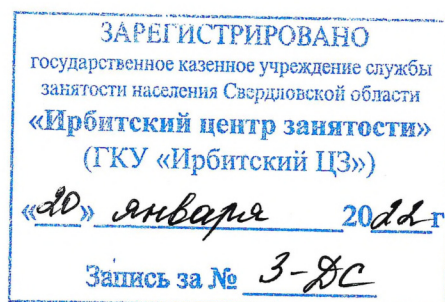 ЗАРЕГИСТРИРОВАНО
государственное казенное учреждение службы
занятости населения Свердловской области
«Ирбитский центр занятости»
(ГКУ «Ирбитский ЦЗ»)
«20» января 2022 г
Запись за № 3-ДС